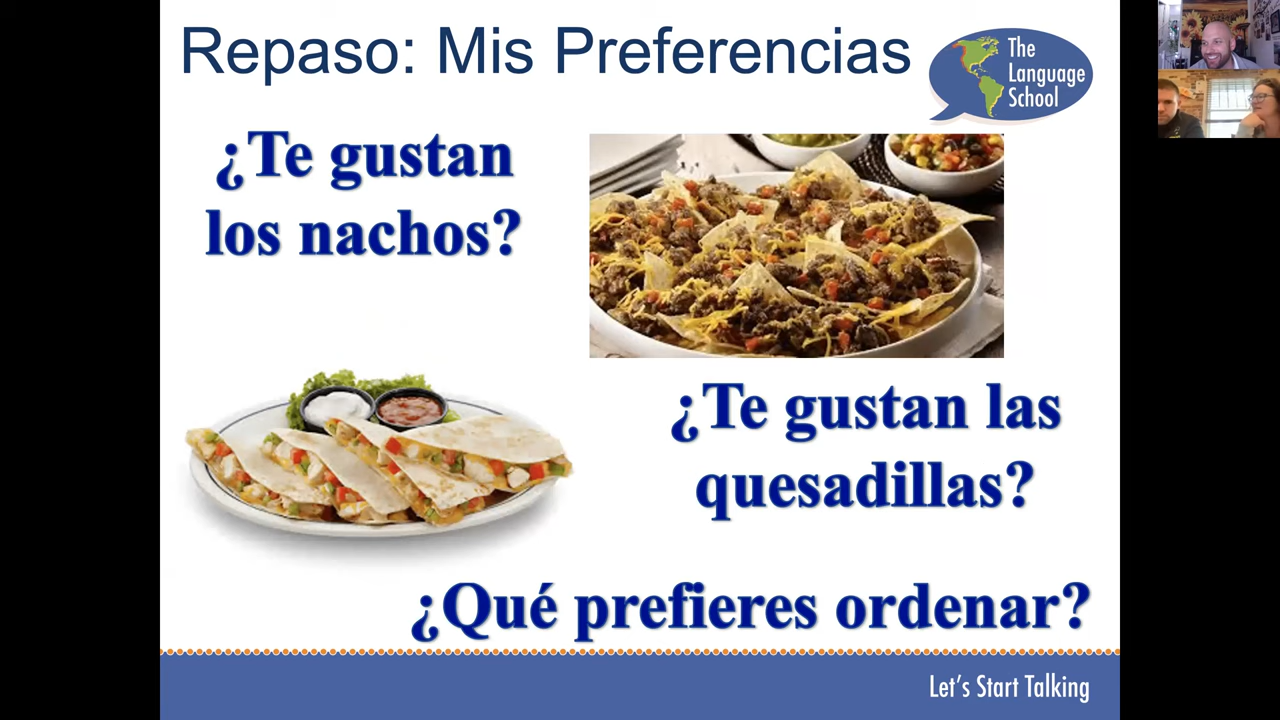 Repaso: Mis Preferencias
The
Language
School
¿Te gustan
los nachos?
¿Te gustan las
quesadillas?
¿Qué prefieres ordenar?
Let's Start Talking